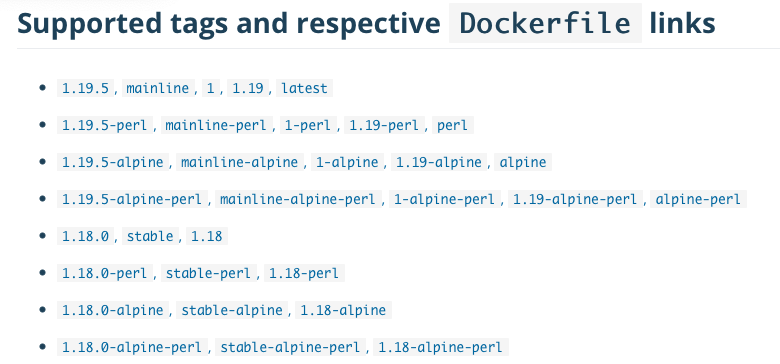 Supported tags and respective Dockerfile links
1.19.5, mainline, 1, 1.19, latest
1.19.5-perl, mainline-perl, 1-perl, 1.19-perl, perl
1.19.5-alpine, mainline-alpine, 1-alpine, 1.19-alpine, alpine
1.19.5-alpine-perl, mainline-alpine-perl, 1-alpine-perl, 1.19-alpine-perl, alpine-perl
1.18.0, stable, 1.18
1.18.0-perl, stable-perl, 1.18-perl
1.18.0-alpine, stable-alpine, 1.18-alpine
1.18.0-alpine-perl, stable-alpine-perl, 1.18-alpine-perl